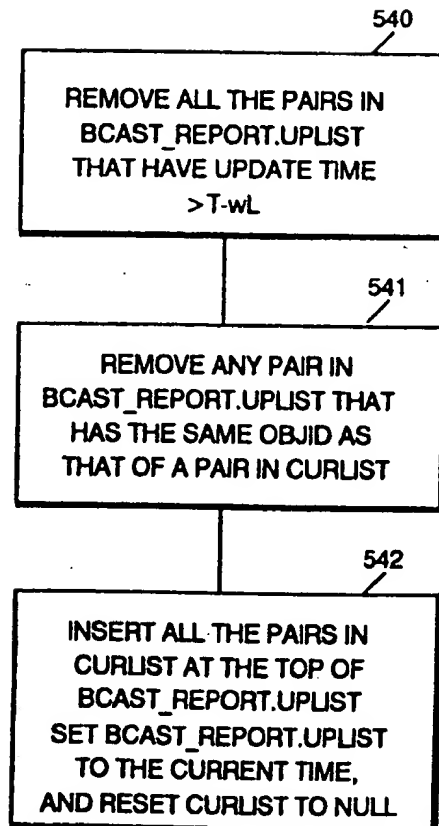 540
REMOVE ALL THE PAIRS IN
BCAST_REPORT.UPLIST
THAT HAVE UPDATE TIME
>T-wL
541
REMOVE ANY PAIR IN
BCAST_REPORT.UPLIST THAT
HAS THE SAME OBJID AS
THAT OF A PAIR IN CURLIST
542
INSERT ALL THE PAIRS IN
CURLIST AT THE TOP OF
BCAST_REPORT.UPLIST
SET BCAST_REPORT.UPLIST
TO THE CURRENT TIME,
AND RESET CURLIST TO NULL